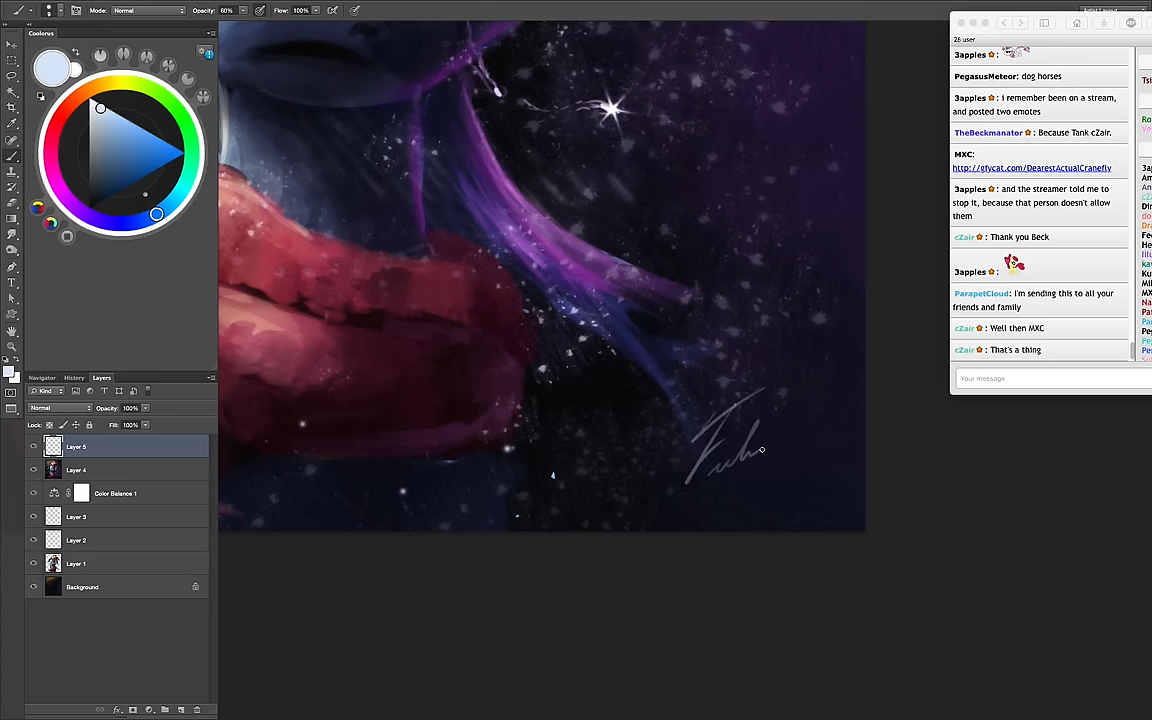 Mode: Normal Opacity: 60% Flow: 100%
Coolorus
Navigator History Layers
Kind
Normal Opacity: 100%
Lock: Fill: 100%
Layer 5
Layer 4
Color Balance 1
Layer 3
Layer 2
Layer 1
Background
26 user
3apples :
PegasusMeteor: dog horses
3apples : i remember been on a stream,
and posted two emotes
TheBeckmanator : Because Tank cZair.
MXC:
http://gfycat.com/DearestActualCranefly
3apples : and the streamer told me to
stop it, because that person doesn't allow
them
cZair : Thank you Beck
3apples :
ParapetCloud: I'm sending this to all your
friends and family
cZair : Well then MXC
cZair : That's a thing
Your message